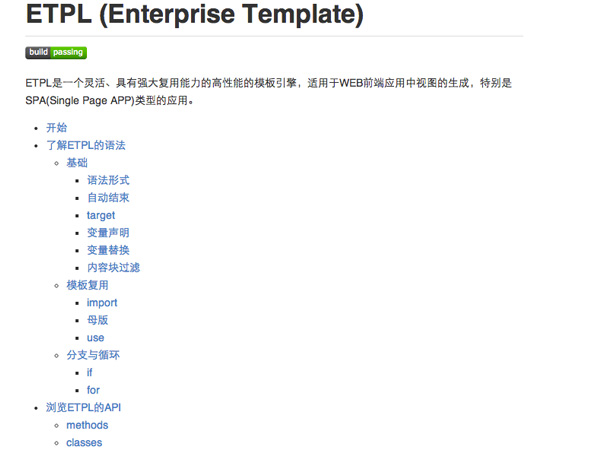 ETPL (Enterprise Template)
build passing
ETPL是一个灵活、具有强大复用能力的高性能的模板引擎，适用于WEB前端应用中视图的生成，特别是
SPA(Single Page APP)类型的应用。
开始
了解ETPL的语法
基础
语法形式
自动结束
target
变量声明
变量替换
内容块过滤
模板复用
import
母版
use
分支与循环
if
for
浏览ETPL的API
methods
classes